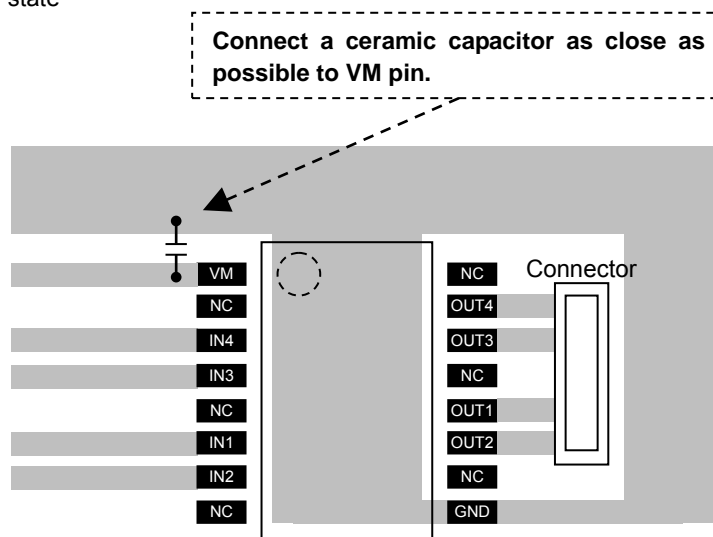 state
Connect a ceramic capacitor as close as
possible to VM pin.
VM
NC
IN4
IN3
NC
IN1
IN2
NC
NC
OUT4
OUT3
NC
OUT1
OUT2
NC
GND
Connector